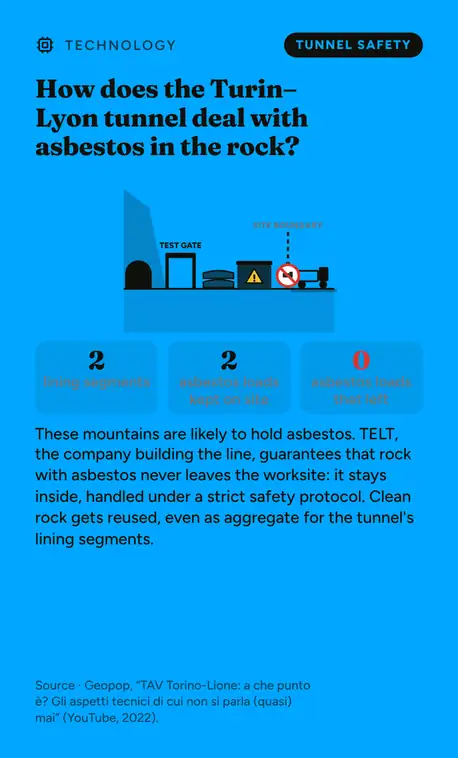 TECHNOLOGY
TUNNEL SAFETY
How does the Turin–
Lyon tunnel deal with
asbestos in the rock?
SITE BOUNDARY
TEST GATE
2
lining segments
2
asbestos loads
kept on site
0
asbestos loads
that left
These mountains are likely to hold asbestos. TELT,
the company building the line, guarantees that rock
with asbestos never leaves the worksite: it stays
inside, handled under a strict safety protocol. Clean
rock gets reused, even as aggregate for the tunnel's
lining segments.
Source · Geopop, “TAV Torino-Lione: a che punto
è? Gli aspetti tecnici di cui non si parla (quasi)
mai” (YouTube, 2022).